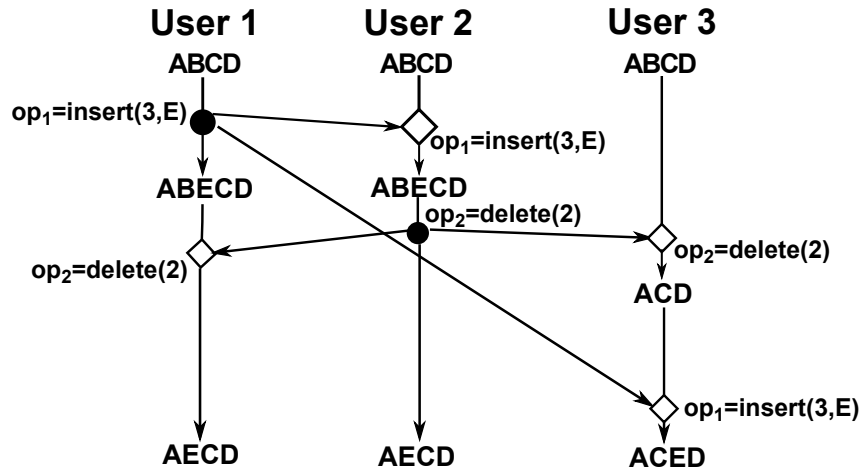 User 1 User 2 User 3
ABCD ABCD ABCD
op₁=insert(3,E)
op₁=insert(3,E)
ABECD ABECD
op₂=delete(2)
op₂=delete(2)
op₂=delete(2)
ACD
op₁=insert(3,E)
AECD AECD ACED